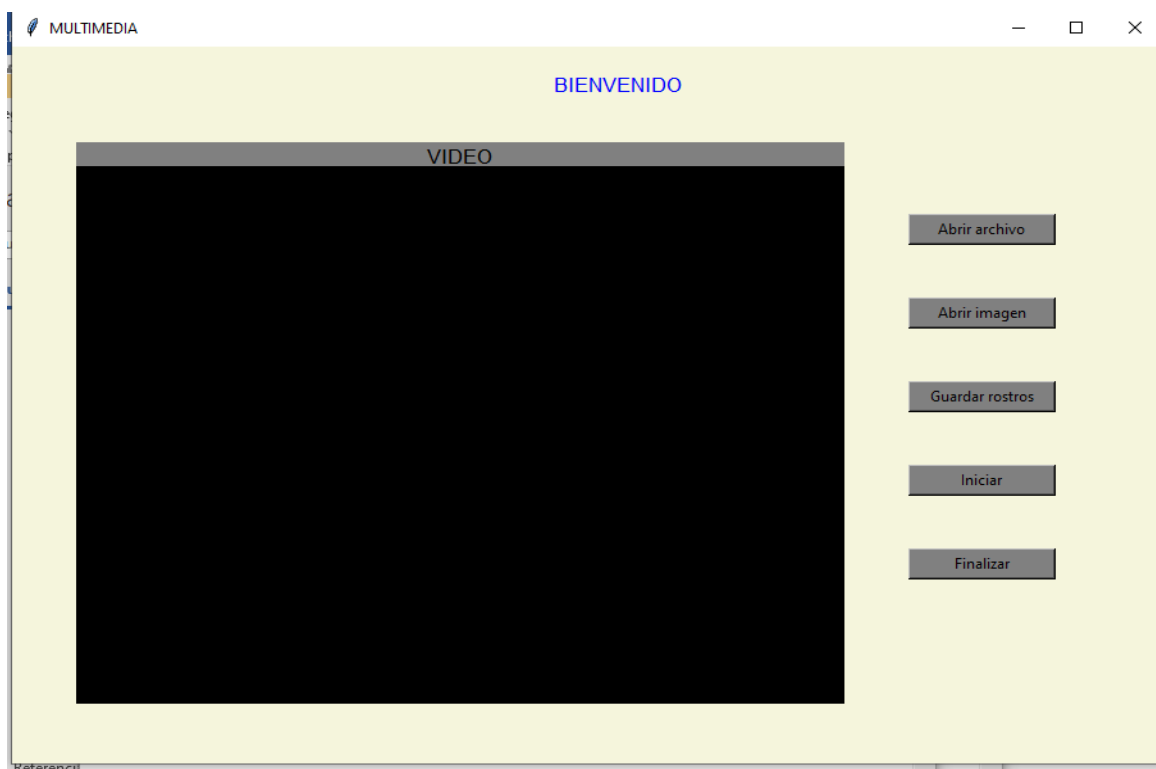 MULTIMEDIA
BIENVENIDO
VIDEO
Abrir archivo
Abrir imagen
Guardar rostros
Iniciar
Finalizar